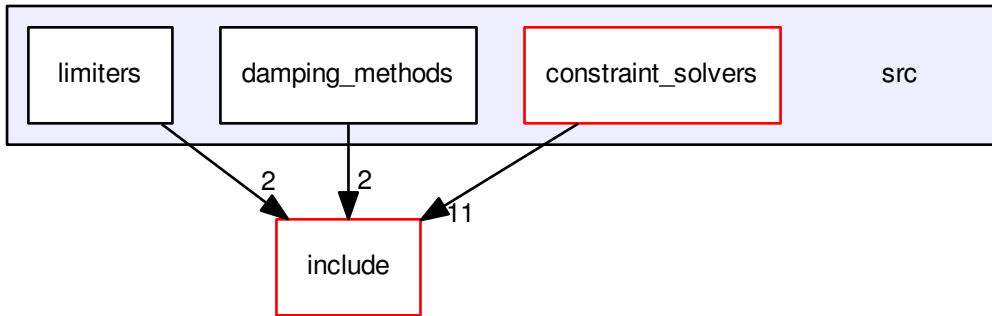 limiters
damping_methods
constraint_solvers
src
2
2
11
include